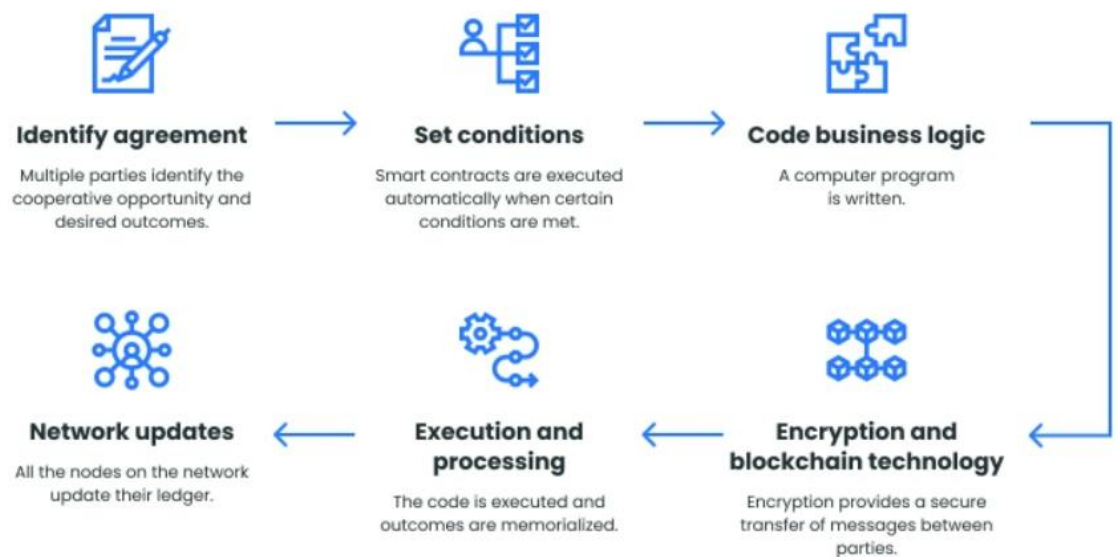 Identify agreement
Multiple parties identify the
cooperative opportunity and
desired outcomes.
Set conditions
Smart contracts are executed
automatically when certain
conditions are met.
Code business logic
A computer program
is written.
Encryption and
blockchain technology
Encryption provides a secure
transfer of messages between
parties.
Execution and
processing
The code is executed and
outcomes are memorialized.
Network updates
All the nodes on the network
update their ledger.